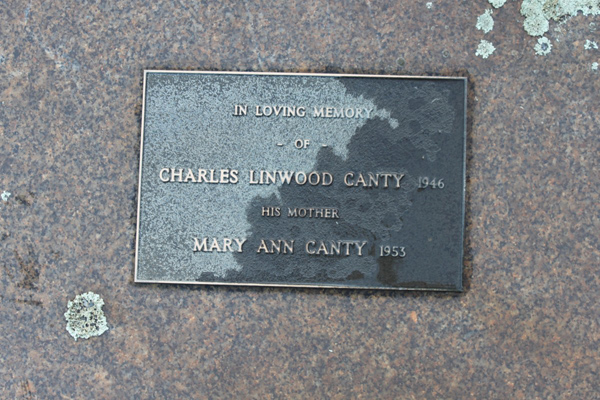 IN LOVING MEMORY
- OF -
CHARLES LINWOOD CANTY 1946
HIS MOTHER
MARY ANN CANTY 1953